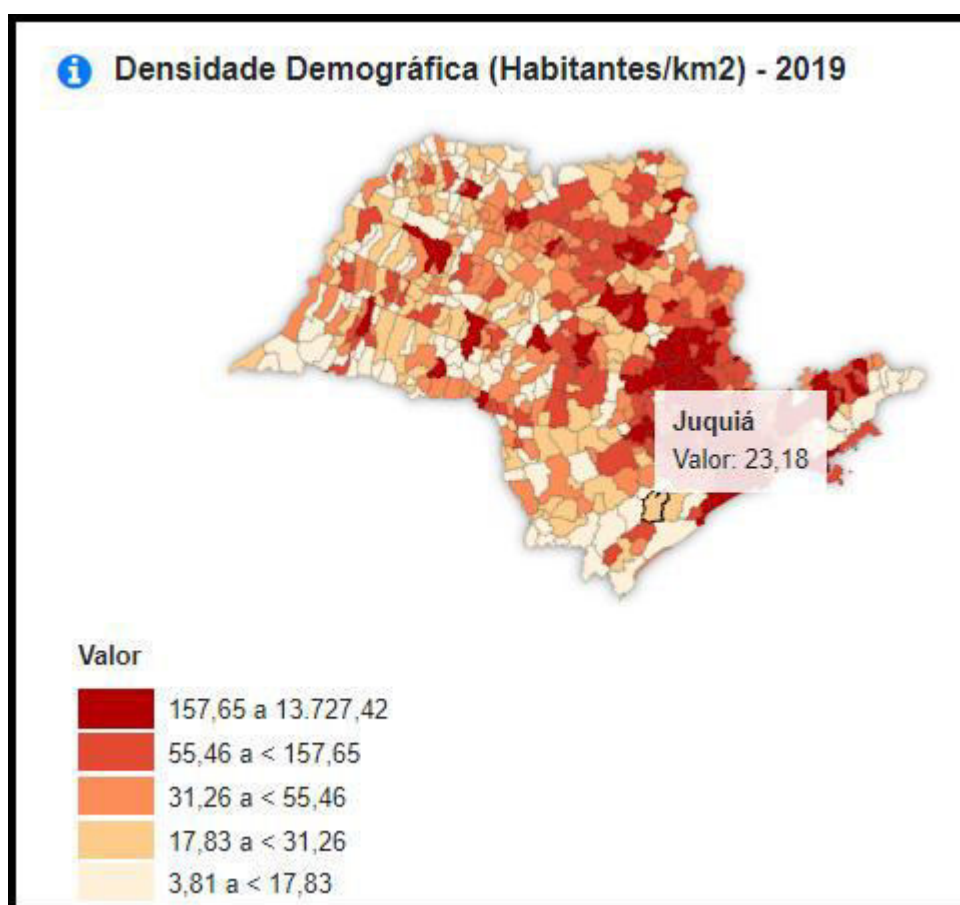 Densidade Demográfica (Habitantes/km2) - 2019
Juquiá
Valor: 23,18
Valor
157,65 a 13.727,42
55,46 a < 157,65
31,26 a < 55,46
17,83 a < 31,26
3,81 a < 17,83